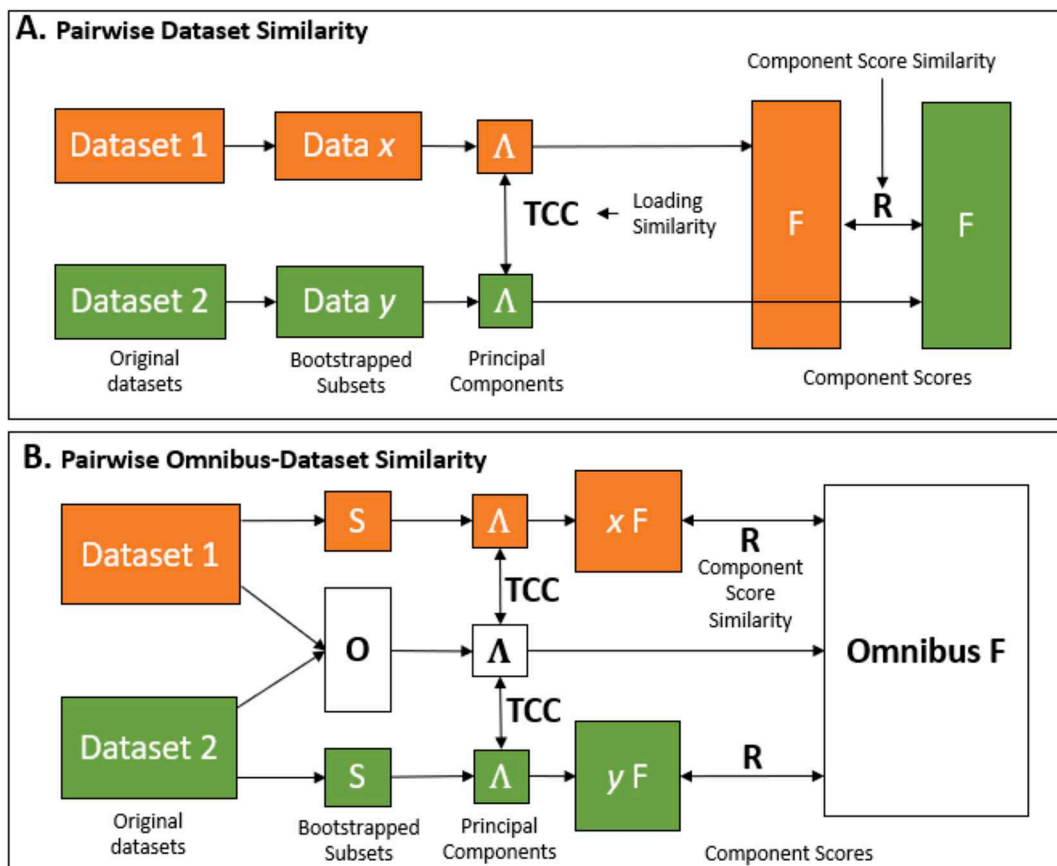 A. Pairwise Dataset Similarity
Component Score Similarity
Dataset 1
Data x
Λ
TCC
Loading
Similarity
F
R
F
Dataset 2
Data y
Λ
Original
datasets
Bootstrapped
Subsets
Principal
Components
Component Scores
B. Pairwise Omnibus-Dataset Similarity
Dataset 1
S
Λ
x F
R
Component
Score
Similarity
TCC
O
Λ
Omnibus F
TCC
Dataset 2
S
Λ
y F
R
Original
datasets
Bootstrapped
Subsets
Principal
Components
Component Scores